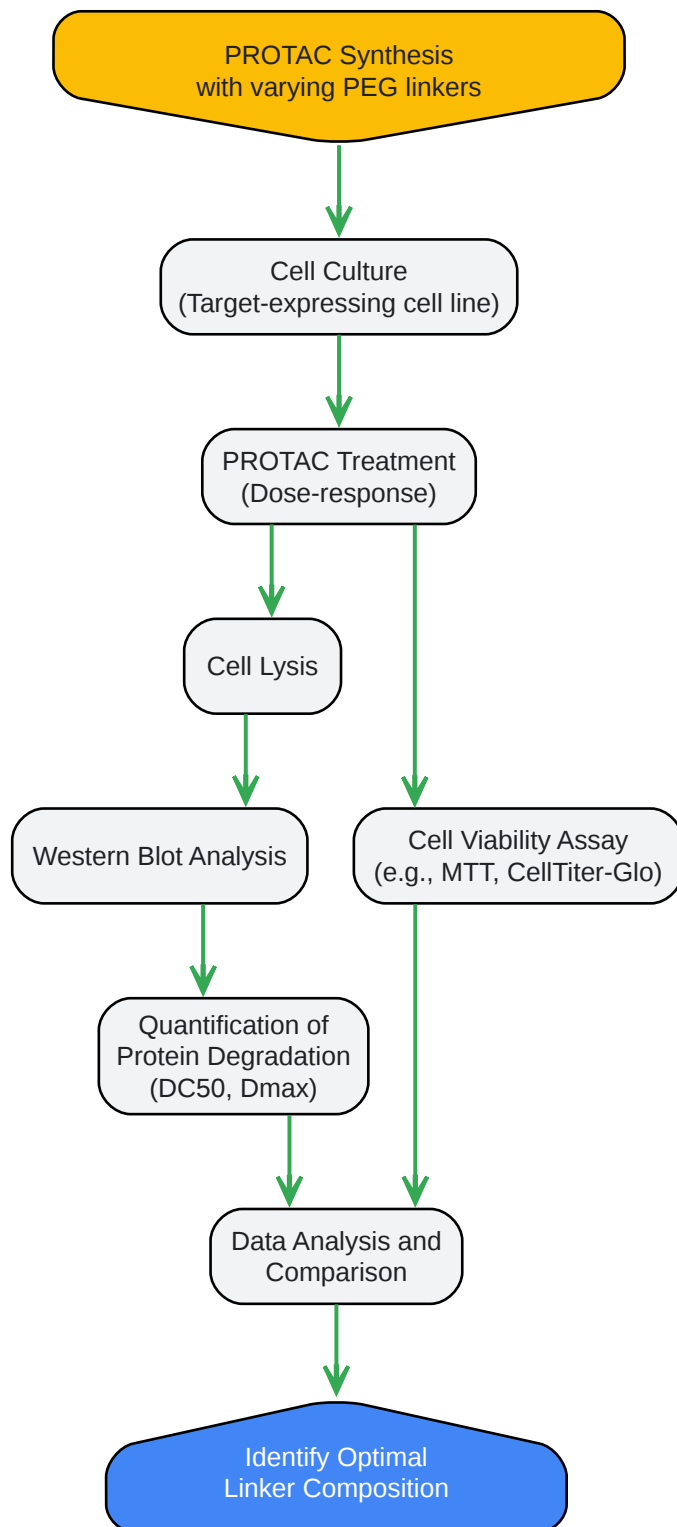 PROTAC Synthesis
with varying PEG linkers
Cell Culture
(Target-expressing cell line)
PROTAC Treatment
(Dose-response)
Cell Lysis
Western Blot Analysis
Cell Viability Assay
(e.g., MTT, CellTiter-Glo)
Quantification of
Protein Degradation
(DC50, Dmax)
Data Analysis and
Comparison
Identify Optimal
Linker Composition